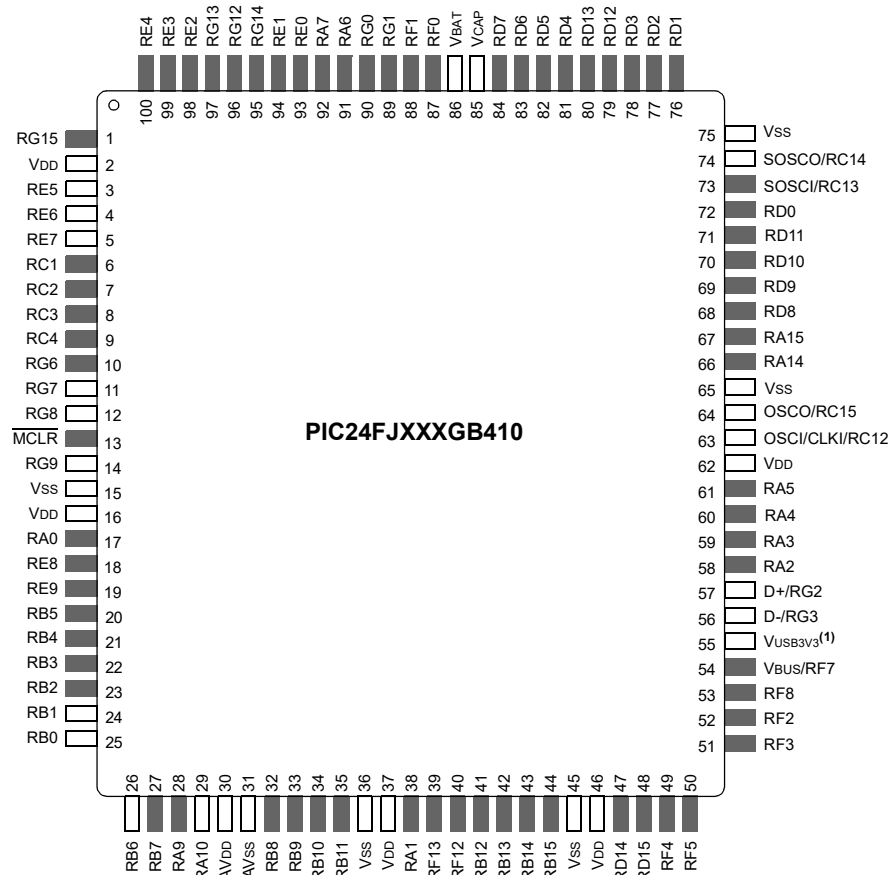 RE4 RE3 RE2 RG13 RG12 RG14 RE1 RE0 RA7 RA6 RG0 RG1 RF1 RF0 VBAT VCAP RD7 RD6 RD5 RD4 RD13 RD12 RD3 RD2 RD1
100 99 98 97 96 95 94 93 92 91 90 89 88 87 86 85 84 83 82 81 80 79 78 77 76
RG15 1
VDD 2
RE5 3
RE6 4
RE7 5
RC1 6
RC2 7
RC3 8
RC4 9
RG6 10
RG7 11
RG8 12
MCLR 13
RG9 14
VSS 15
VDD 16
RA0 17
RE8 18
RE9 19
RB5 20
RB4 21
RB3 22
RB2 23
RB1 24
RB0 25
PIC24FJXXXGB410
75 VSS
74 SOSCO/RC14
73 SOSCI/RC13
72 RD0
71 RD11
70 RD10
69 RD9
68 RD8
67 RA15
66 RA14
65 VSS
64 OSCO/RC15
63 OSCI/CLKI/RC12
62 VDD
61 RA5
60 RA4
59 RA3
58 RA2
57 D+/RG2
56 D-/RG3
55 VUSB3V3(1)
54 VBUS/RF7
53 RF8
52 RF2
51 RF3
26 27 28 29 30 31 32 33 34 35 36 37 38 39 40 41 42 43 44 45 46 47 48 49 50
RB6 RB7 RA9 RA10 AVDD AVSS RB8 RB9 RB10 RB11 VSS VDD RA1 RF13 RF12 RB12 RB13 RB14 RB15 VSS VDD RD14 RD15 RF4 RF5